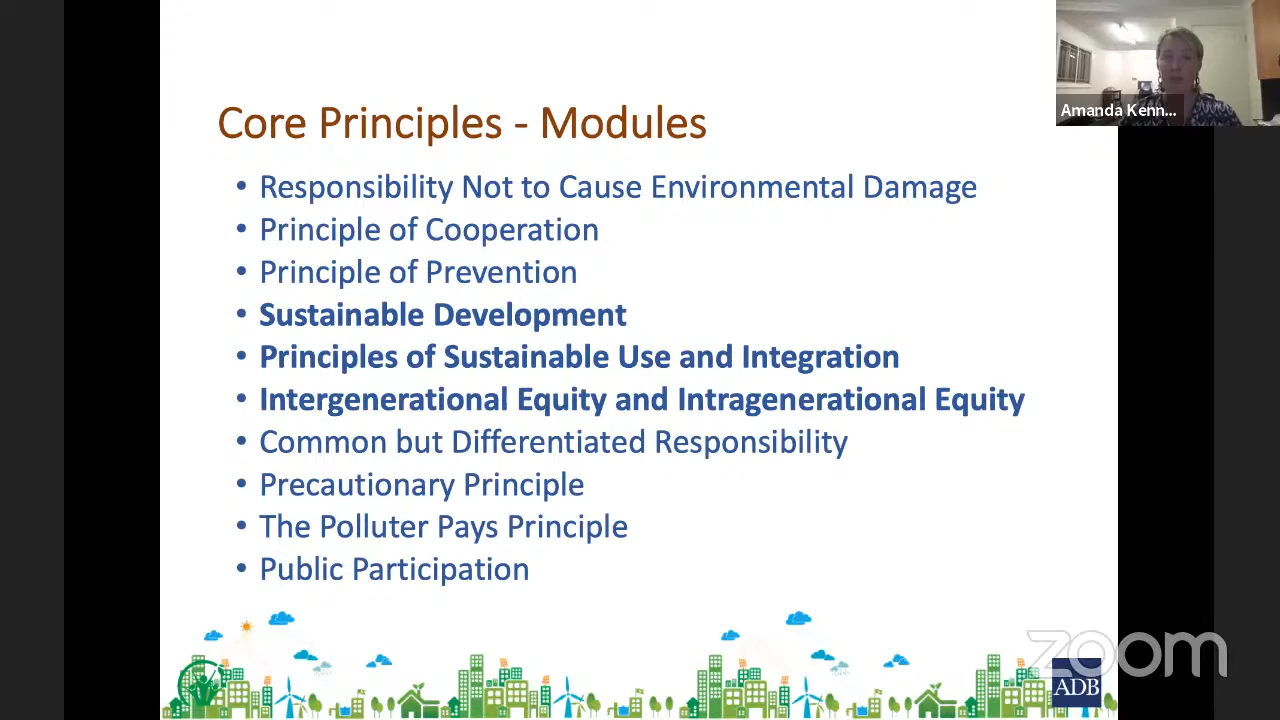 Amanda Kenn...
Core Principles - Modules
• Responsibility Not to Cause Environmental Damage
• Principle of Cooperation
• Principle of Prevention
• Sustainable Development
• Principles of Sustainable Use and Integration
• Intergenerational Equity and Intragenerational Equity
• Common but Differentiated Responsibility
• Precautionary Principle
• The Polluter Pays Principle
• Public Participation
zoom
ADB